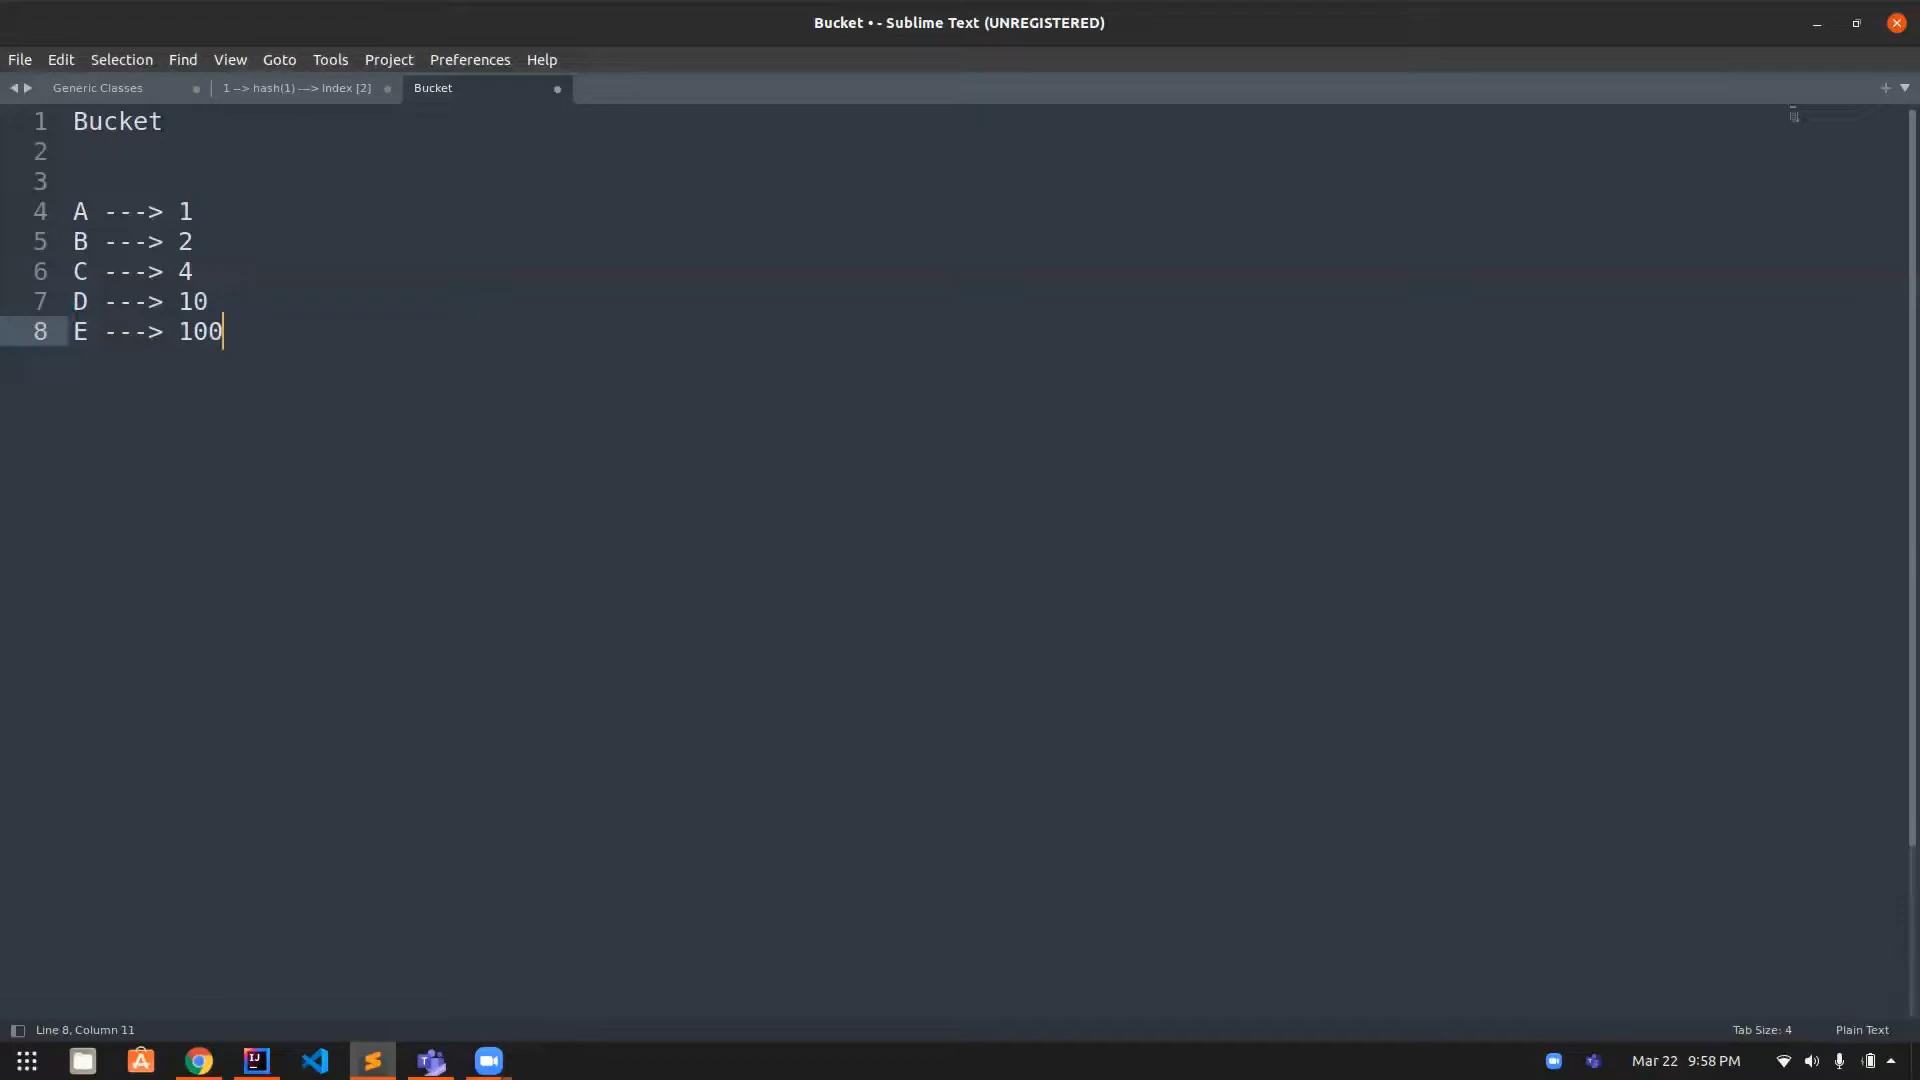 Bucket • - Sublime Text (UNREGISTERED)
File Edit Selection Find View Goto Tools Project Preferences Help
Generic Classes 1 --> hash(1) ---> Index [2] Bucket
1 Bucket
2
3
4 A ---> 1
5 B ---> 2
6 C ---> 4
7 D ---> 10
8 E ---> 100
Line 8, Column 11 Tab Size: 4 Plain Text
Mar 22 9:58 PM